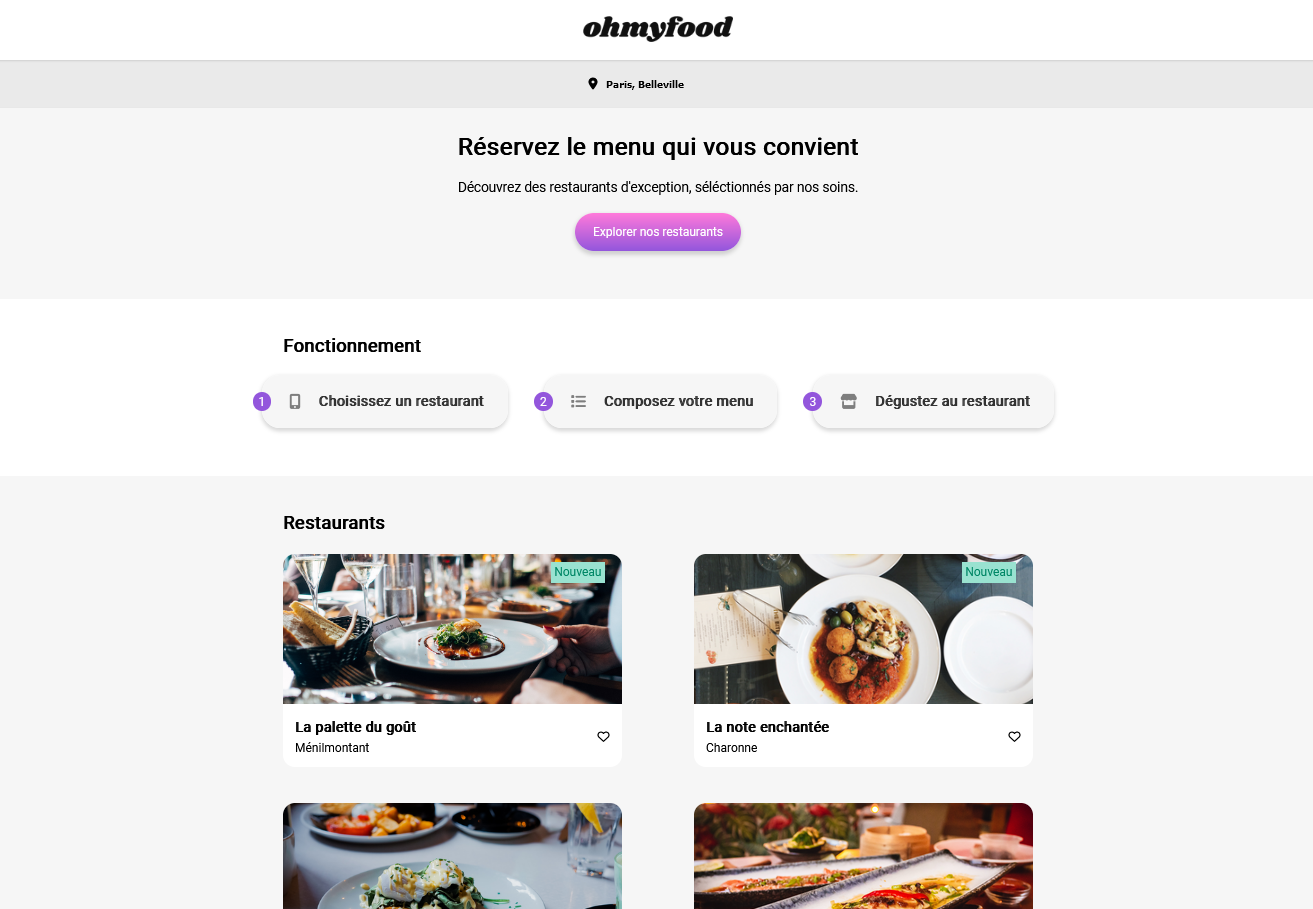 ohmyfood
Paris, Belleville
Réservez le menu qui vous convient
Découvrez des restaurants d'exception, séléctionnés par nos soins.
Explorer nos restaurants
Fonctionnement
1 Choisissez un restaurant
2 Composez votre menu
3 Dégustez au restaurant
Restaurants
Nouveau
La palette du goût
Ménilmontant
Nouveau
La note enchantée
Charonne